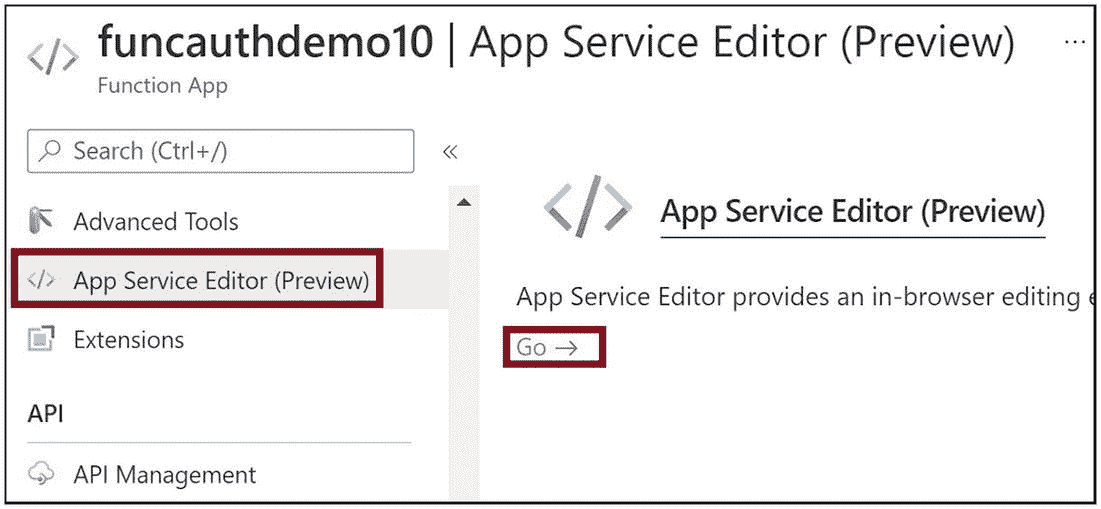 funcauthdemo10 | App Service Editor (Preview) ...
Function App
Search (Ctrl+/)
«
Advanced Tools
App Service Editor (Preview)
Extensions
API
API Management
App Service Editor (Preview)
App Service Editor provides an in-browser editing
Go →